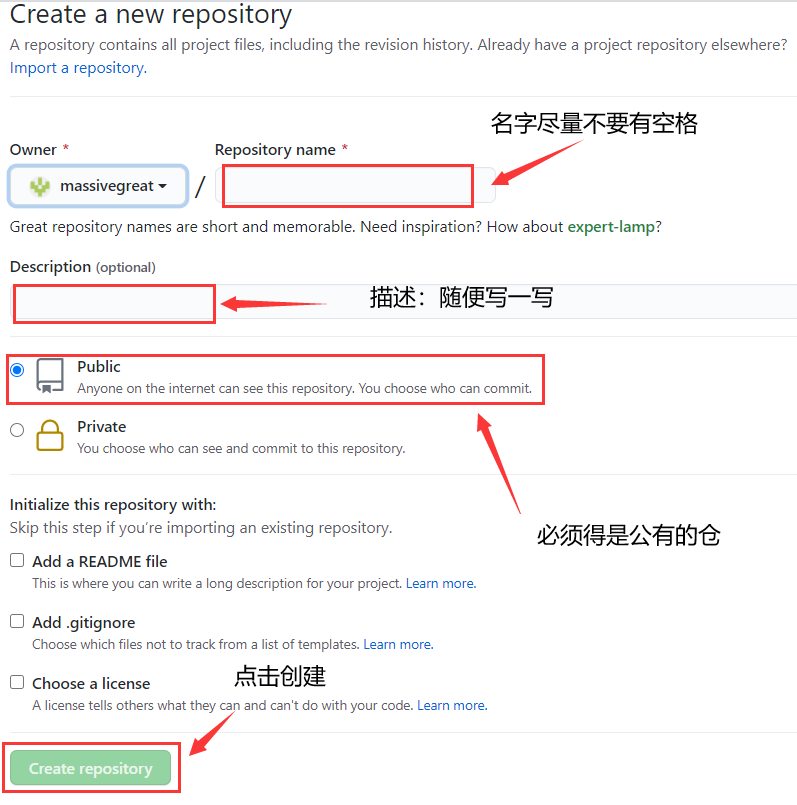 Create a new repository
A repository contains all project files, including the revision history. Already have a project repository elsewhere?
Import a repository.
名字尽量不要有空格
Owner *
Repository name *
massivegreat
/
Great repository names are short and memorable. Need inspiration? How about expert-lamp?
Description (optional)
描述：随便写一写
Public
Anyone on the internet can see this repository. You choose who can commit.
Private
You choose who can see and commit to this repository.
Initialize this repository with:
Skip this step if you’re importing an existing repository.
必须得是公有的仓
Add a README file
This is where you can write a long description for your project. Learn more.
Add .gitignore
Choose which files not to track from a list of templates. Learn more.
点击创建
Choose a license
A license tells others what they can and can't do with your code. Learn more.
Create repository